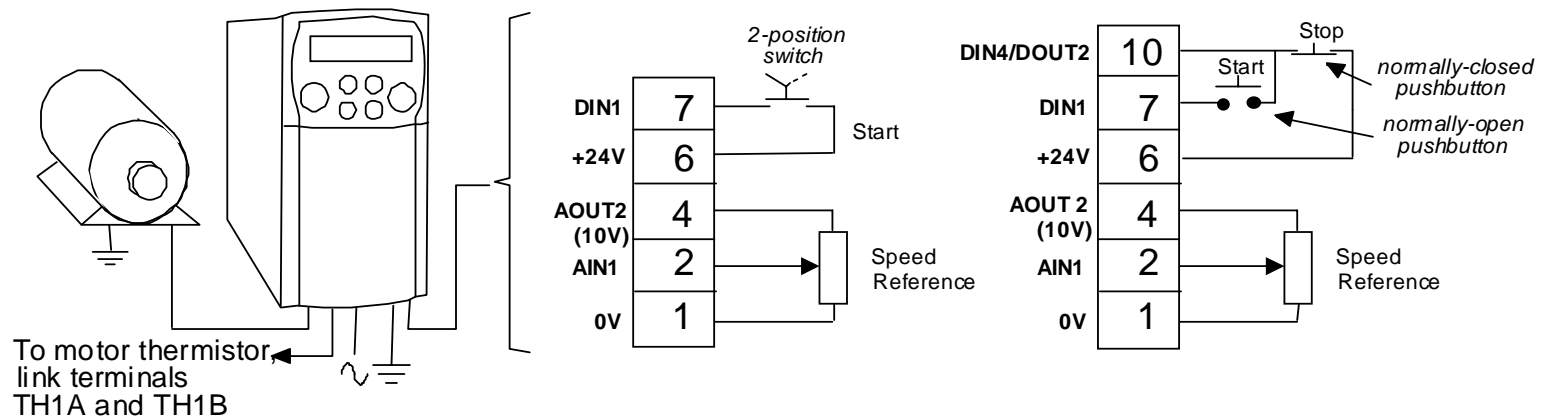 To motor thermistor,
link terminals
TH1A and TH1B
2-position
switch
DIN1 7
+24V 6
Start
AOUT2 4
(10V)
AIN1 2
0V 1
Speed
Reference
DIN4/DOUT2 10
Stop
Start
normally-closed
pushbutton
DIN1 7
normally-open
pushbutton
+24V 6
AOUT 2 4
(10V)
AIN1 2
0V 1
Speed
Reference